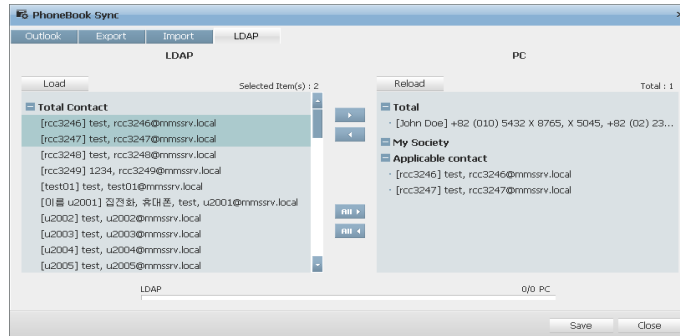 PhoneBook Sync
Outlook Export Import LDAP
LDAP PC
Load Selected Item(s) : 2 Reload Total : 1
Total Contact
[rcc3246] test, rcc3246@mmssrv.local
[rcc3247] test, rcc3247@mmssrv.local
[rcc3248] test, rcc3248@mmssrv.local
[rcc3249] 1234, rcc3249@mmssrv.local
[test01] test, test01@mmssrv.local
[이름 u2001] 집전화, 휴대폰, test, u2001@mmssrv.local
[u2002] test, u2002@mmssrv.local
[u2003] test, u2003@mmssrv.local
[u2004] test, u2004@mmssrv.local
[u2005] test, u2005@mmssrv.local
All
All
Total
[John Doe] +82 (010) 5432 X 8765, X 5045, +82 (02) 23...
My Society
Applicable contact
[rcc3246] test, rcc3246@mmssrv.local
[rcc3247] test, rcc3247@mmssrv.local
LDAP 0/0 PC
Save Close